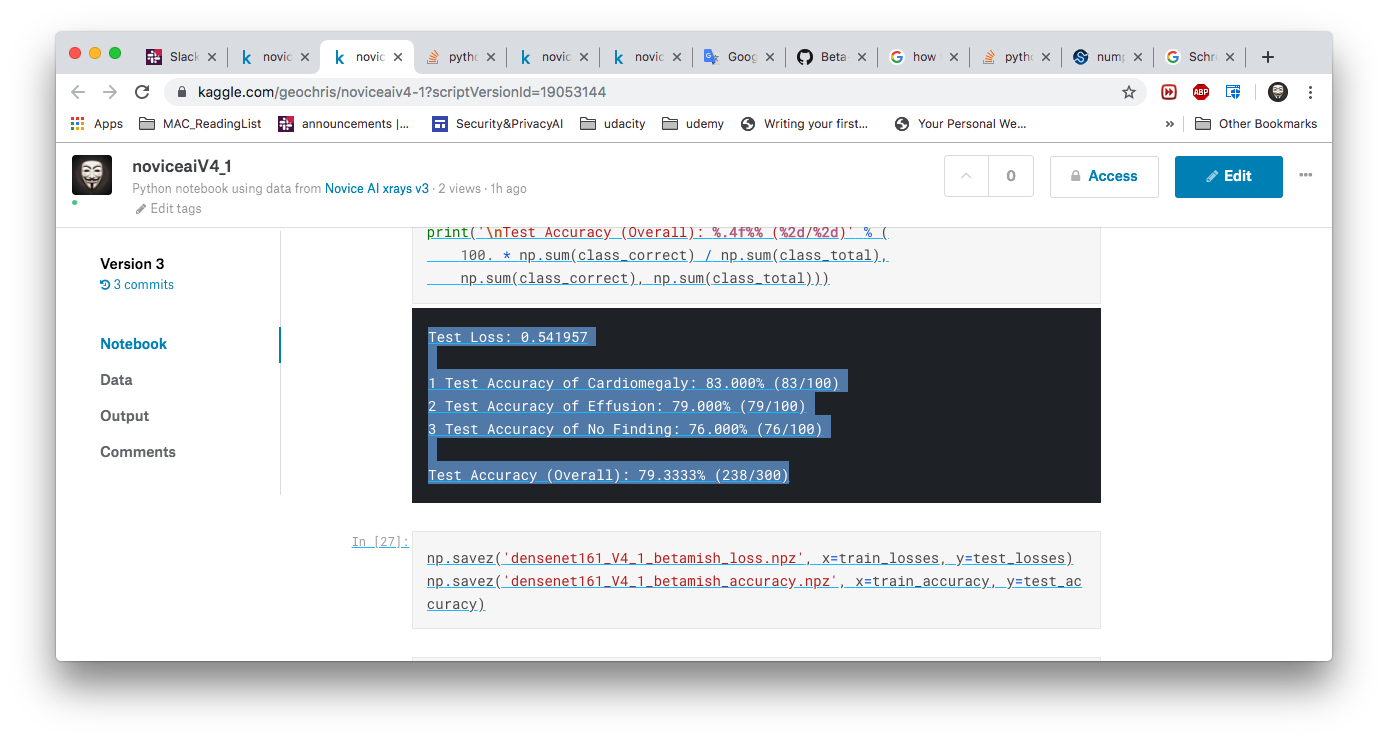 Slack
novic
novic
pytho
novic
novic
Goog
Beta
how
pytho
nump
Schr
kaggle.com/geochris/noviceaiv4-1?scriptVersionId=19053144
ABP
Apps MAC_ReadingList announcements |... Security&PrivacyAI udacity udemy Writing your first... Your Personal We... » Other Bookmarks
noviceaiV4_1
Python notebook using data from Novice AI xrays v3 · 2 views · 1h ago
Edit tags
0
Access
Edit
Version 3
3 commits
Notebook
Data
Output
Comments
print('\nTest Accuracy (Overall): %.4f%% (%2d/%2d)' % (
100. * np.sum(class_correct) / np.sum(class_total),
np.sum(class_correct), np.sum(class_total)))
Test Loss: 0.541957
1 Test Accuracy of Cardiomegaly: 83.000% (83/100)
2 Test Accuracy of Effusion: 79.000% (79/100)
3 Test Accuracy of No Finding: 76.000% (76/100)
Test Accuracy (Overall): 79.3333% (238/300)
In [27]:
np.savez('densenet161_V4_1_betamish_loss.npz', x=train_losses, y=test_losses)
np.savez('densenet161_V4_1_betamish_accuracy.npz', x=train_accuracy, y=test_ac
curacy)